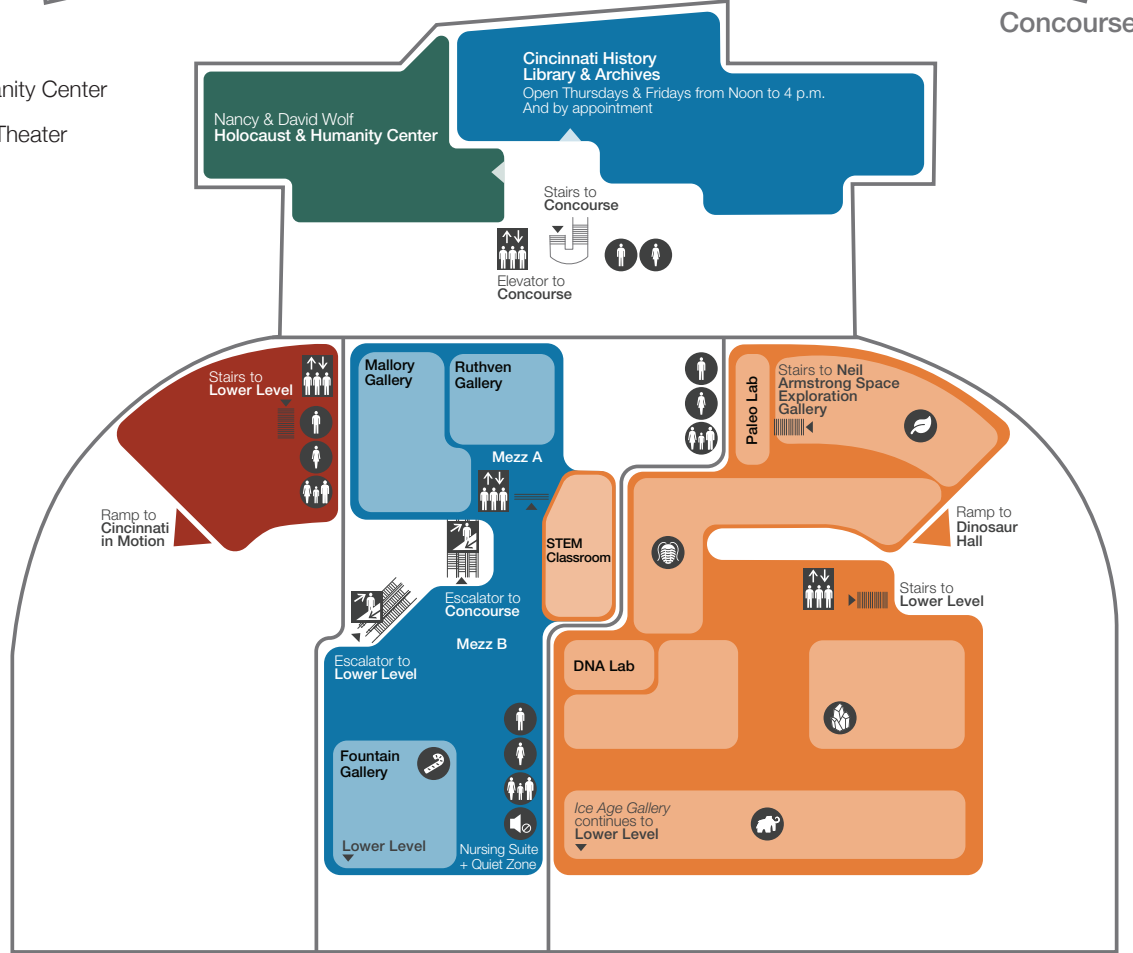 Concourse
anity Center
Theater
Cincinnati History
Library & Archives
Open Thursdays & Fridays from Noon to 4 p.m.
And by appointment
Nancy & David Wolf
Holocaust & Humanity Center
Stairs to
Concourse
Elevator to
Concourse
Stairs to
Lower Level
Ramp to
Cincinnati
in Motion
Mallory
Gallery
Ruthven
Gallery
Mezz A
STEM
Classroom
Escalator to
Concourse
Mezz B
Escalator to
Lower Level
Fountain
Gallery
Lower Level
Nursing Suite
+ Quiet Zone
Paleo Lab
Stairs to Neil
Armstrong Space
Exploration
Gallery
Ramp to
Dinosaur
Hall
Stairs to
Lower Level
DNA Lab
Ice Age Gallery
continues to
Lower Level